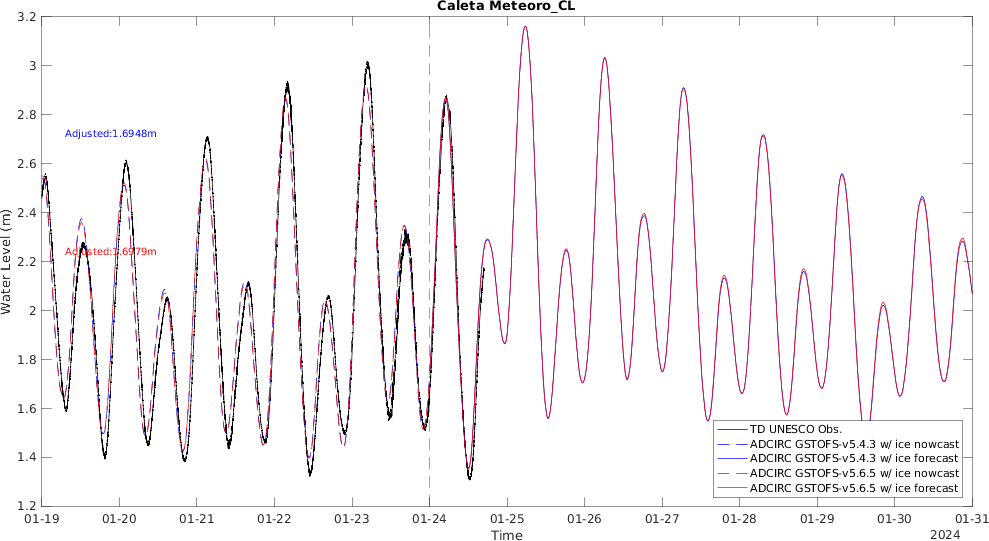 Caleta Meteoro_CL
3.2
3
2.8
2.6
2.4
2.2
2
1.8
1.6
1.4
1.2
Water Level (m)
Adjusted:1.6948m
Adjusted:1.6979m
TD UNESCO Obs.
ADCIRC GSTOFS-v5.4.3 w/ ice nowcast
ADCIRC GSTOFS-v5.4.3 w/ ice forecast
ADCIRC GSTOFS-v5.6.5 w/ ice nowcast
ADCIRC GSTOFS-v5.6.5 w/ ice forecast
01-19 01-20 01-21 01-22 01-23 01-24 01-25 01-26 01-27 01-28 01-29 01-30 01-31
Time
2024